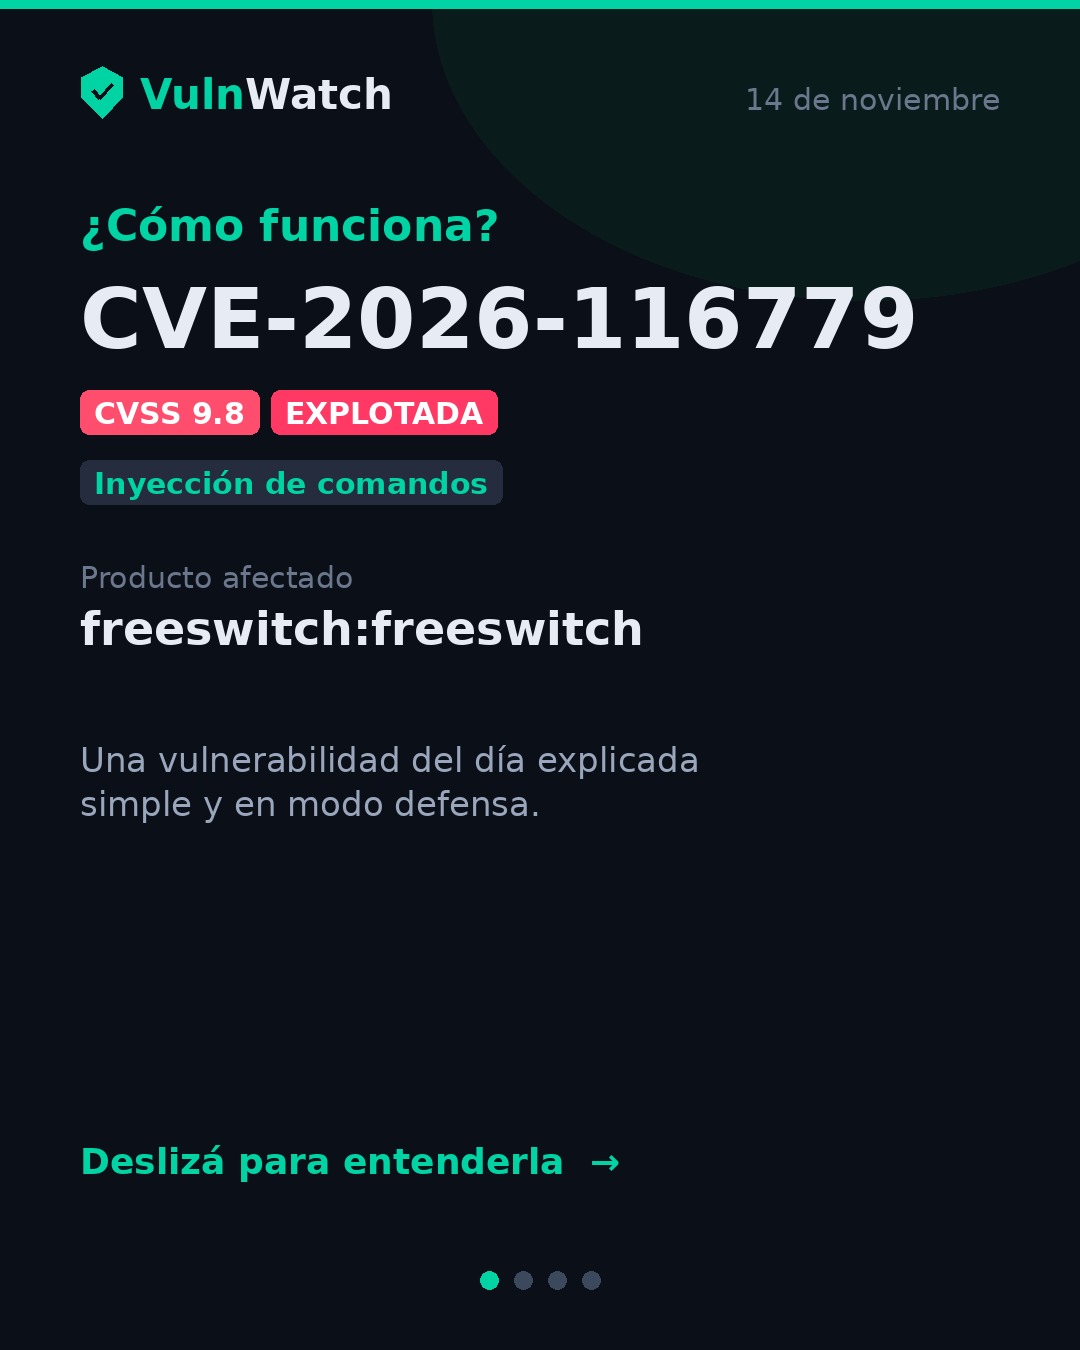 VulnWatch
14 de noviembre
¿Cómo funciona?
CVE-2026-116779
CVSS 9.8
EXPLOTADA
Inyección de comandos
Producto afectado
freeswitch:freeswitch
Una vulnerabilidad del día explicada
simple y en modo defensa.
Deslizá para entenderla →